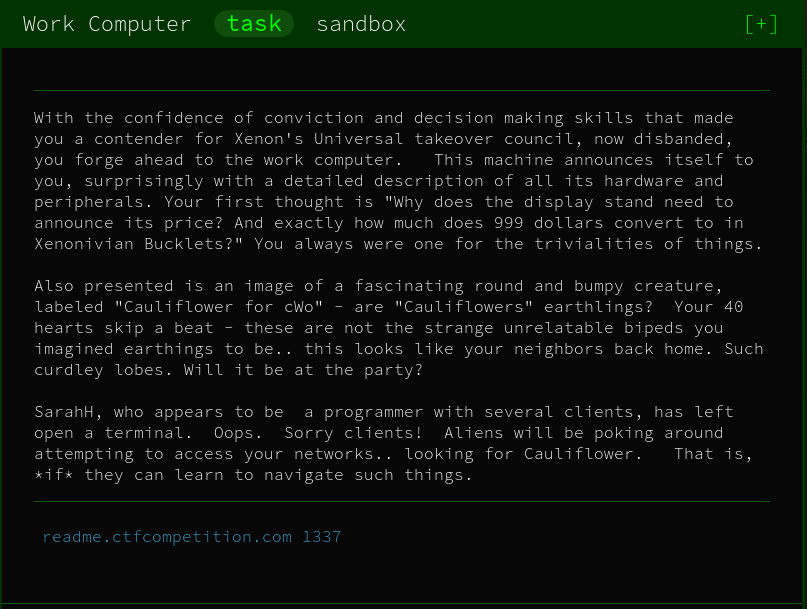 Work Computer task sandbox [+]
With the confidence of conviction and decision making skills that made
you a contender for Xenon's Universal takeover council, now disbanded,
you forge ahead to the work computer.   This machine announces itself to
you, surprisingly with a detailed description of all its hardware and
peripherals. Your first thought is "Why does the display stand need to
announce its price? And exactly how much does 999 dollars convert to in
Xenonivian Bucklets?" You always were one for the trivialities of things.
Also presented is an image of a fascinating round and bumpy creature,
labeled "Cauliflower for cWo" - are "Cauliflowers" earthlings?  Your 40
hearts skip a beat - these are not the strange unrelatable bipeds you
imagined earthings to be.. this looks like your neighbors back home. Such
curdley lobes. Will it be at the party?
SarahH, who appears to be  a programmer with several clients, has left
open a terminal.  Oops.  Sorry clients!  Aliens will be poking around
attempting to access your networks.. looking for Cauliflower.   That is,
*if* they can learn to navigate such things.
readme.ctfcompetition.com 1337